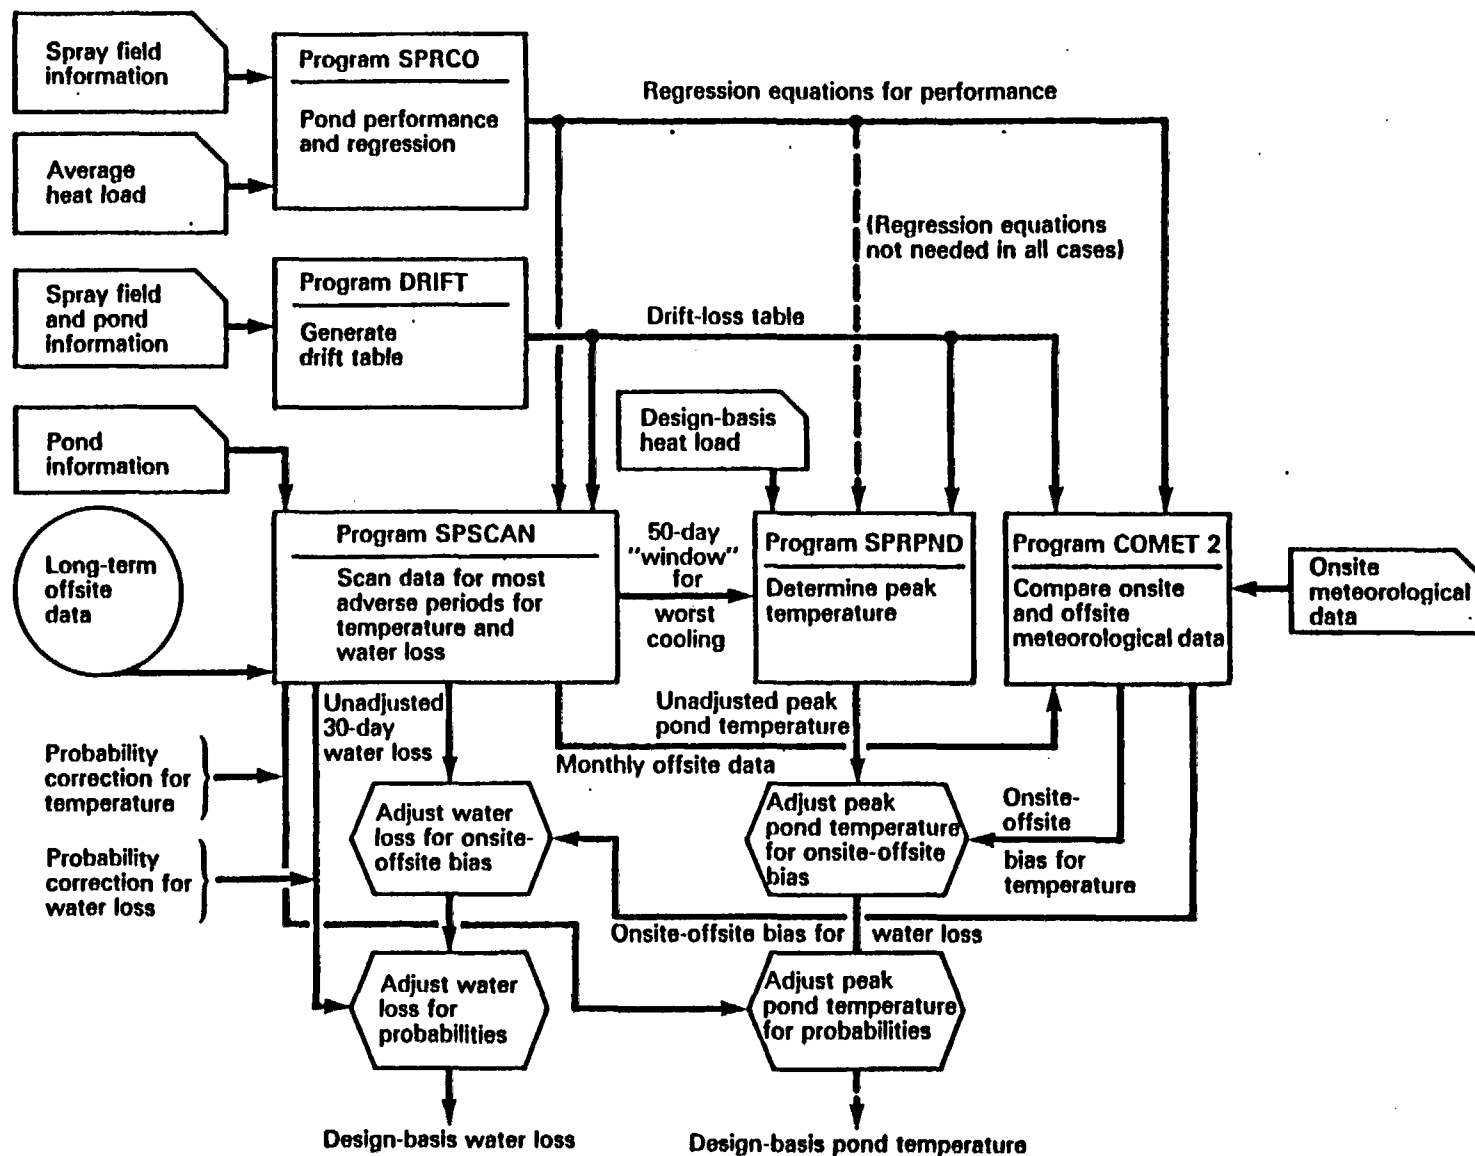 Spray field
information
Program SPRCO
Pond performance
and regression
Regression equations for performance
Average
heat load
(Regression equations
not needed in all cases)
Spray field
and pond
information
Program DRIFT
Generate
drift table
Drift-loss table
Pond
information
Design-basis
heat load
Long-term
offsite
data
Program SPSCAN
Scan data for most
adverse periods for
temperature and
water loss
50-day
"window"
for
worst
cooling
Program SPRPND
Determine peak
temperature
Program COMET 2
Compare onsite
and offsite
meteorological data
Onsite
meteorological
data
Unadjusted
30-day
water loss
Unadjusted peak
pond temperature
Monthly offsite data
Probability
correction for
temperature
Adjust water
loss for onsite-
offsite bias
Adjust peak
pond temperature
for onsite-offsite
bias
Onsite-
offsite
bias for
temperature
Probability
correction for
water loss
Onsite-offsite bias for water loss
Adjust water
loss for
probabilities
Adjust peak
pond temperature
for probabilities
Design-basis water loss
Design-basis pond temperature